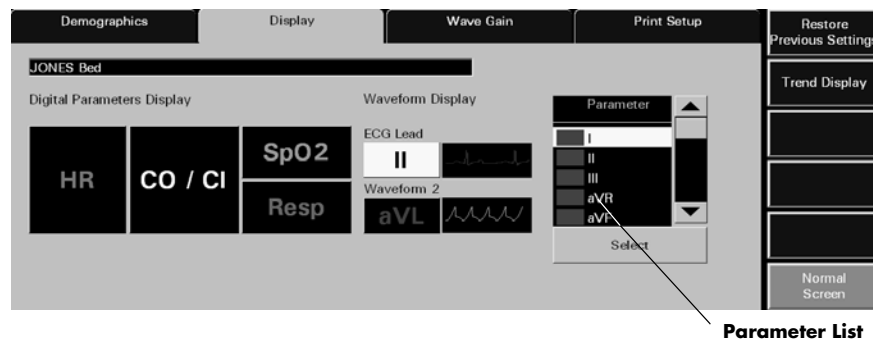 Demographics
Display
Wave Gain
Print Setup
Restore
Previous Settings
JONES Bed
Trend Display
Digital Parameters Display
Waveform Display
Parameter
ECG Lead
I
HR
CO / CI
SpO2
II
II
III
Waveform 2
aVR
Resp
aVL
aVF
Select
Normal
Screen
Parameter List